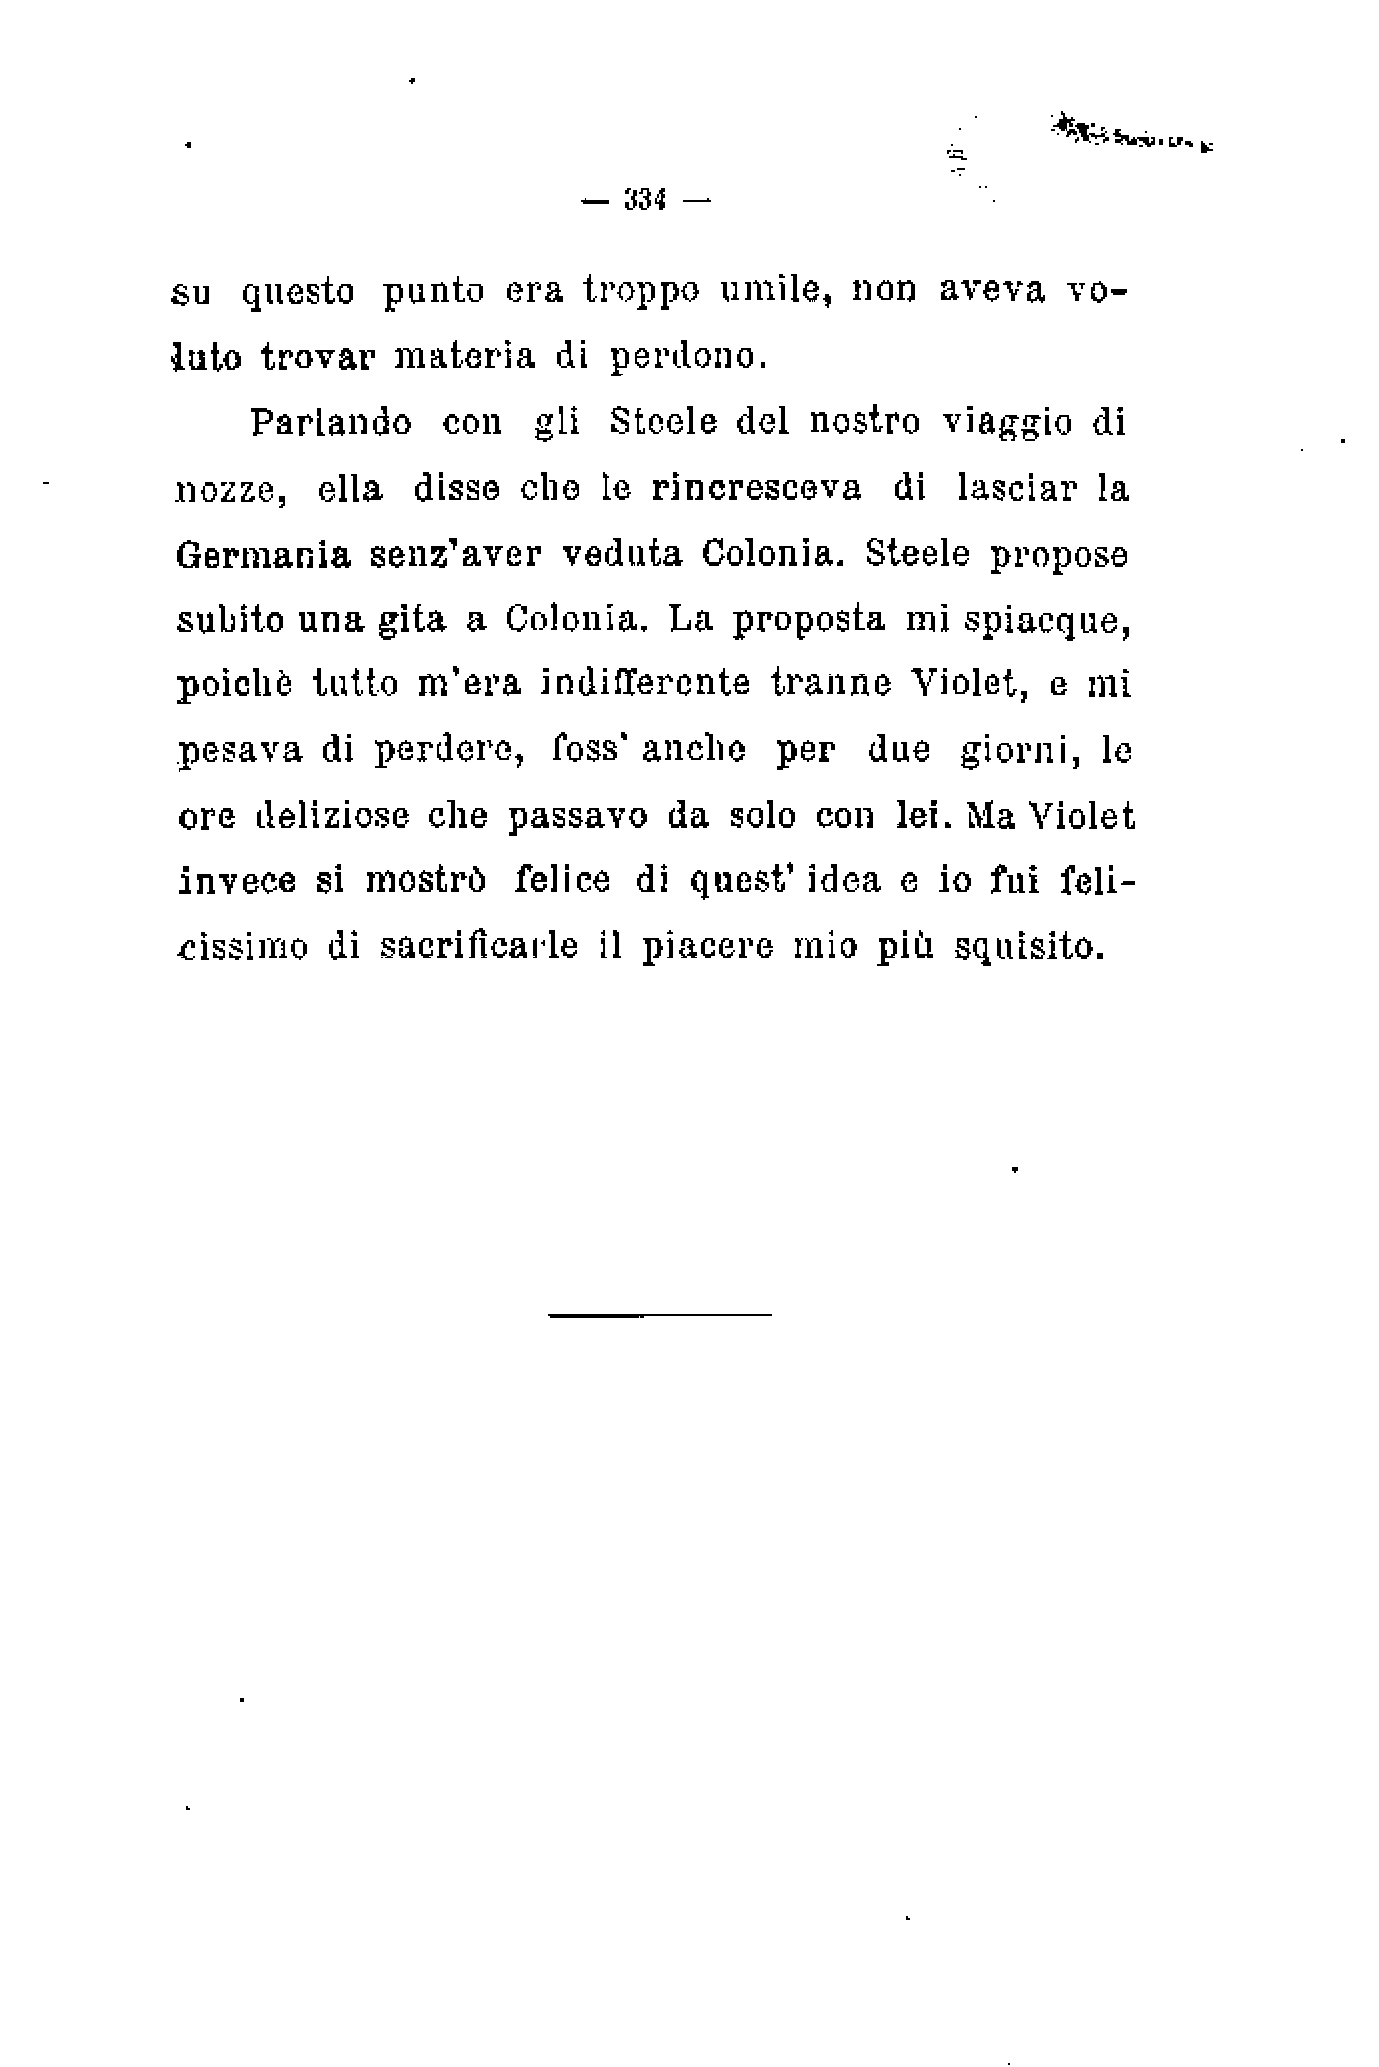 — 334 —
su questo punto era troppo umile, non aveva vo-
luto trovar materia di perdono.
Parlando con gli Steele del nostro viaggio di
nozze, ella disse che le rincresceva di lasciar la
Germania senz'aver veduta Colonia. Steele propose
subito una gita a Colonia. La proposta mi spiacque,
poichè tutto m'era indifferente tranne Violet, e mi
pesava di perdere, foss' anche per due giorni, le
ore deliziose che passavo da solo con lei. Ma Violet
invece si mostrò felice di quest' idea e io fui feli-
cissimo di sacrificarle il piacere mio più squisito.